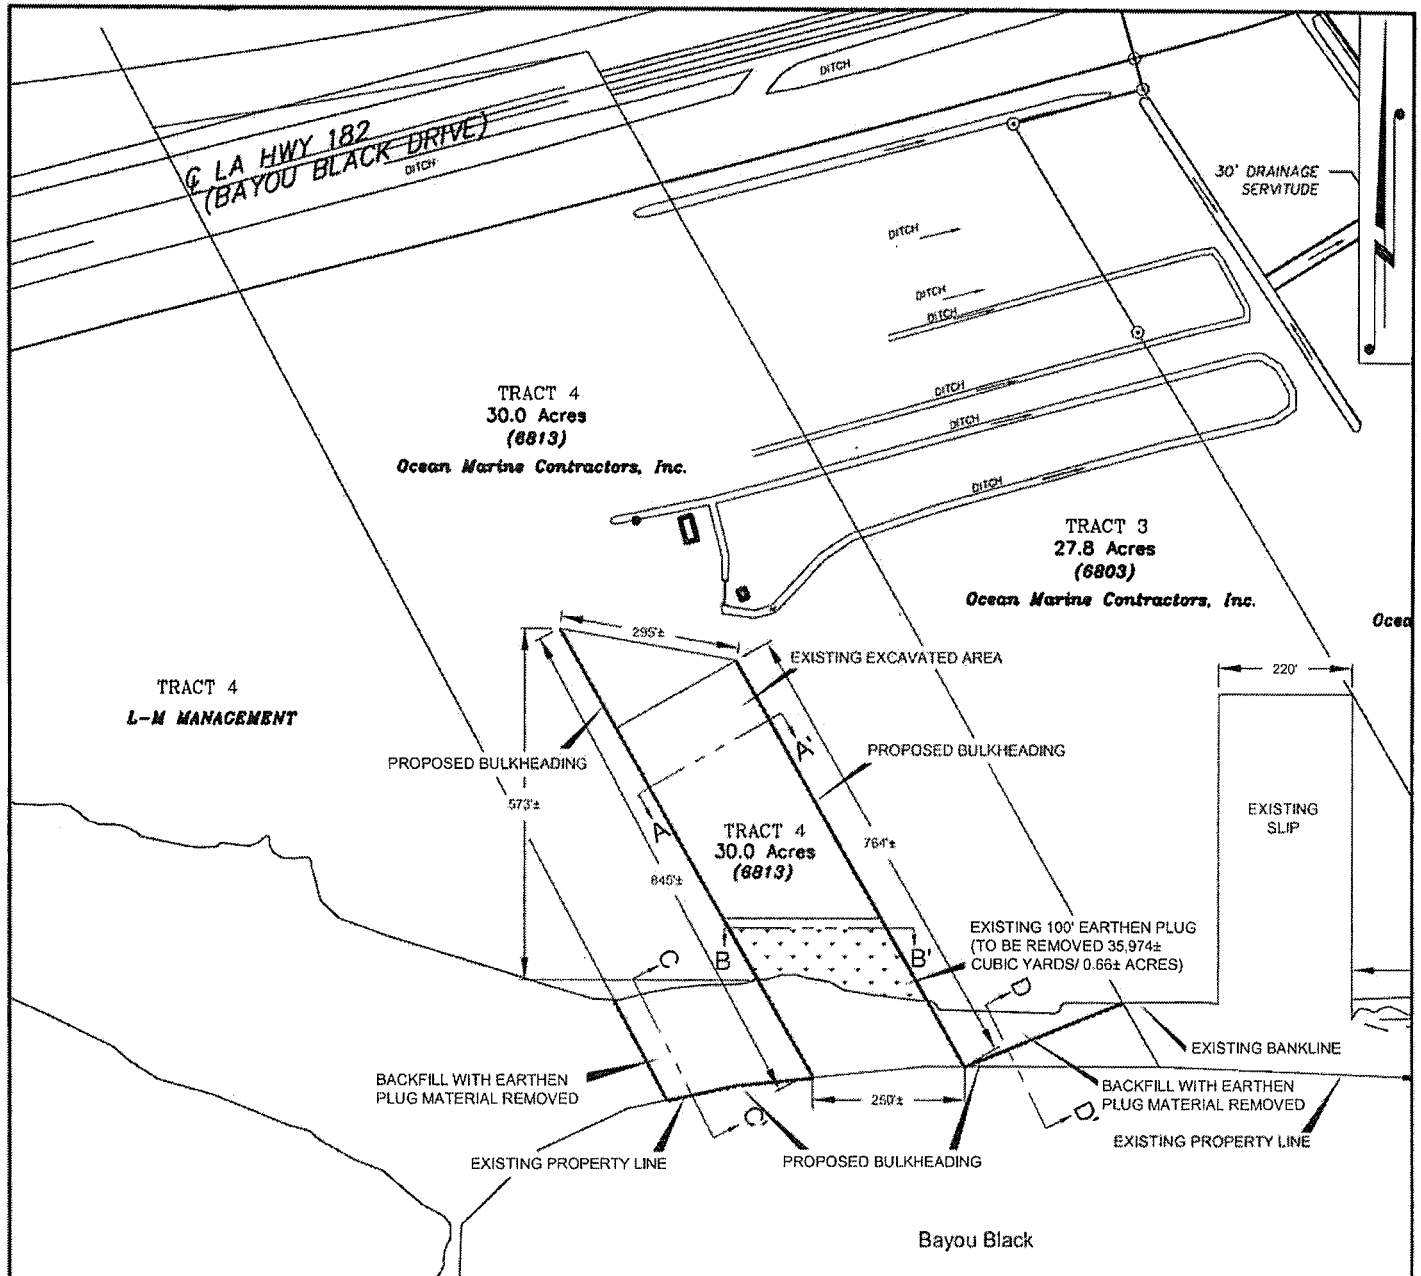 DITCH
℄ LA HWY 182
(BAYOU BLACK DRIVE)
DITCH
30' DRAINAGE
SERVITUDE
DITCH
DITCH
DITCH
TRACT 4
30.0 Acres
(6813)
Ocean Marine Contractors, Inc.
DITCH
DITCH
DITCH
TRACT 3
27.8 Acres
(6803)
Ocean Marine Contractors, Inc.
Ocea
295'±
EXISTING EXCAVATED AREA
220'
TRACT 4
L-M MANAGEMENT
PROPOSED BULKHEADING
A'
PROPOSED BULKHEADING
573'±
EXISTING
SLIP
A
TRACT 4
30.0 Acres
(6813)
764'±
845'±
EXISTING 100' EARTHEN PLUG
(TO BE REMOVED 35,974±
CUBIC YARDS/ 0.66± ACRES)
C
B
B'
D
EXISTING BANKLINE
BACKFILL WITH EARTHEN
PLUG MATERIAL REMOVED
250'±
BACKFILL WITH EARTHEN
PLUG MATERIAL REMOVED
C'
D'
EXISTING PROPERTY LINE
EXISTING PROPERTY LINE
PROPOSED BULKHEADING
Bayou Black